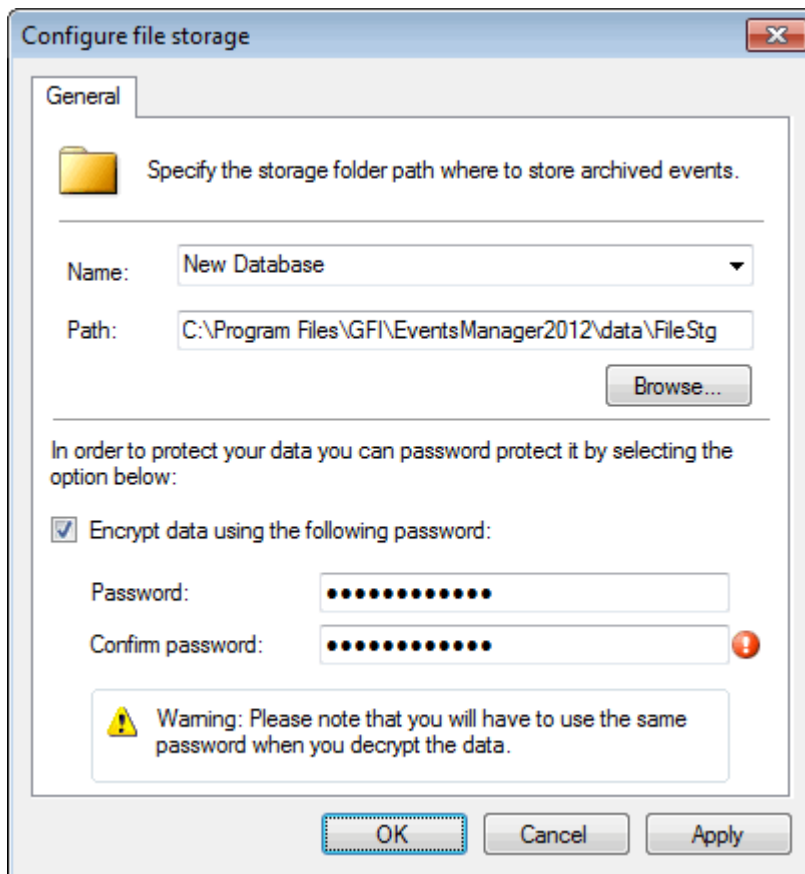 Configure file storage
General
Specify the storage folder path where to store archived events.
Name:
New Database
Path:
C:\Program Files\GFI\EventsManager2012\data\FileStg
Browse...
In order to protect your data you can password protect it by selecting the
option below:
Encrypt data using the following password:
Password:
●●●●●●●●●●●●
Confirm password:
●●●●●●●●●●●●
Warning: Please note that you will have to use the same
password when you decrypt the data.
OK
Cancel
Apply